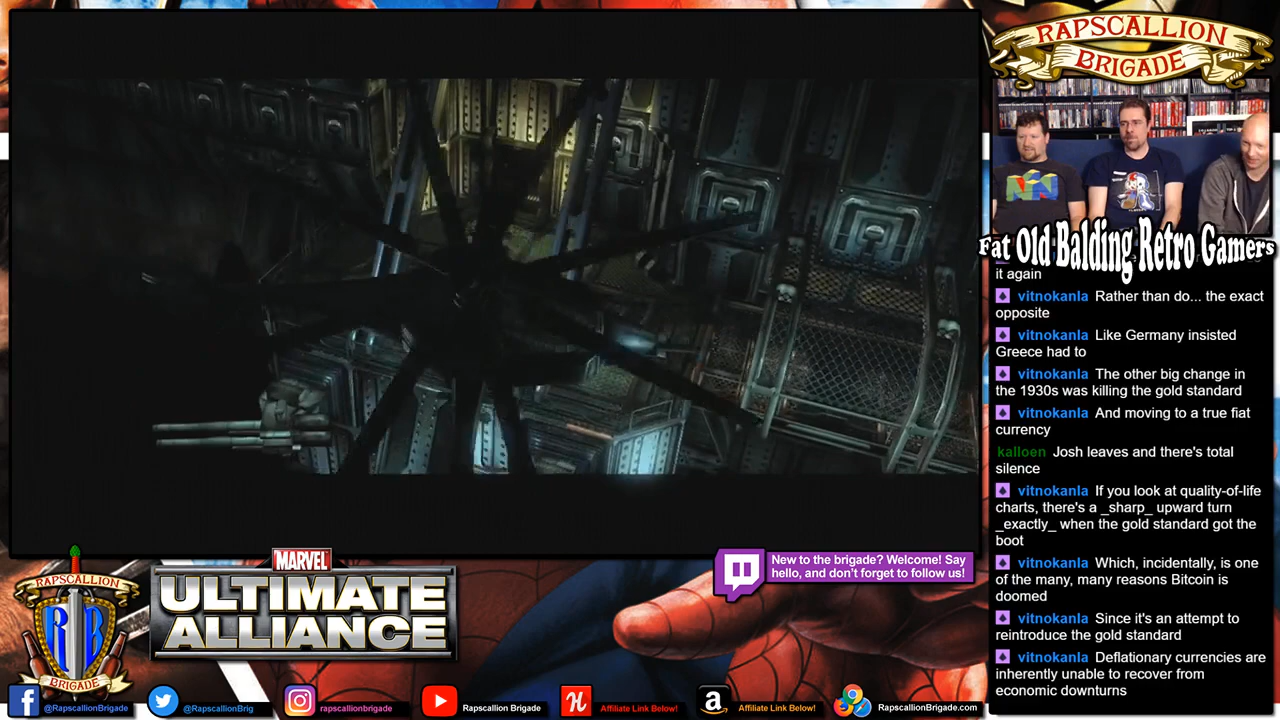 RAPSCALLION
BRIGADE
Fat Old Balding Retro Gamers
it again
vitnokanla Rather than do... the exact
opposite
vitnokanla Like Germany insisted
Greece had to
vitnokanla The other big change in
the 1930s was killing the gold standard
vitnokanla And moving to a true fiat
currency
kalloen Josh leaves and there's total
silence
vitnokanla If you look at quality-of-life
charts, there's a _sharp_ upward turn
_exactly_ when the gold standard got the
boot
vitnokanla Which, incidentally, is one
of the many, many reasons Bitcoin is
doomed
vitnokanla Since it's an attempt to
reintroduce the gold standard
vitnokanla Deflationary currencies are
inherently unable to recover from
economic downturns
RAPSCALLION
RB
BRIGADE
MARVEL
ULTIMATE
ALLIANCE
New to the brigade? Welcome! Say
hello, and don't forget to follow us!
@RapscallionBrigade
@RapscallionBrig
rapscallionbrigade
Rapscallion Brigade
Affiliate Link Below!
Affiliate Link Below!
RapscallionBrigade.com